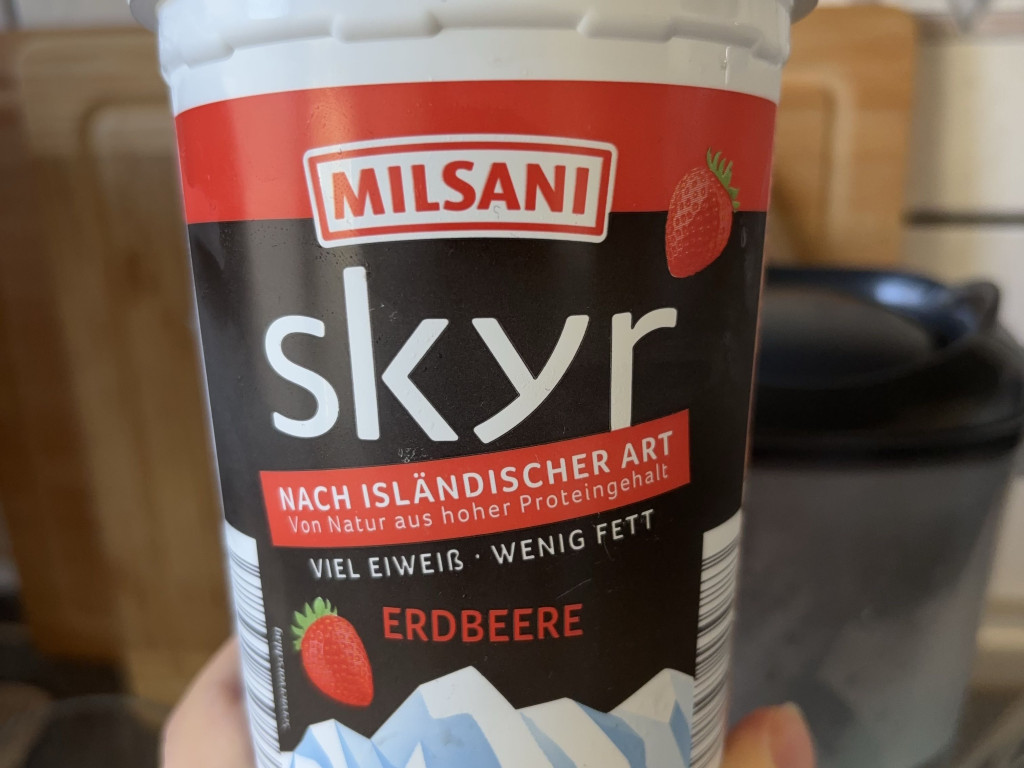 MILSANI
skyr
NACH ISLÄNDISCHER ART
Von Natur aus hoher Proteingehalt
VIEL EIWEIß · WENIG FETT
ERDBEERE